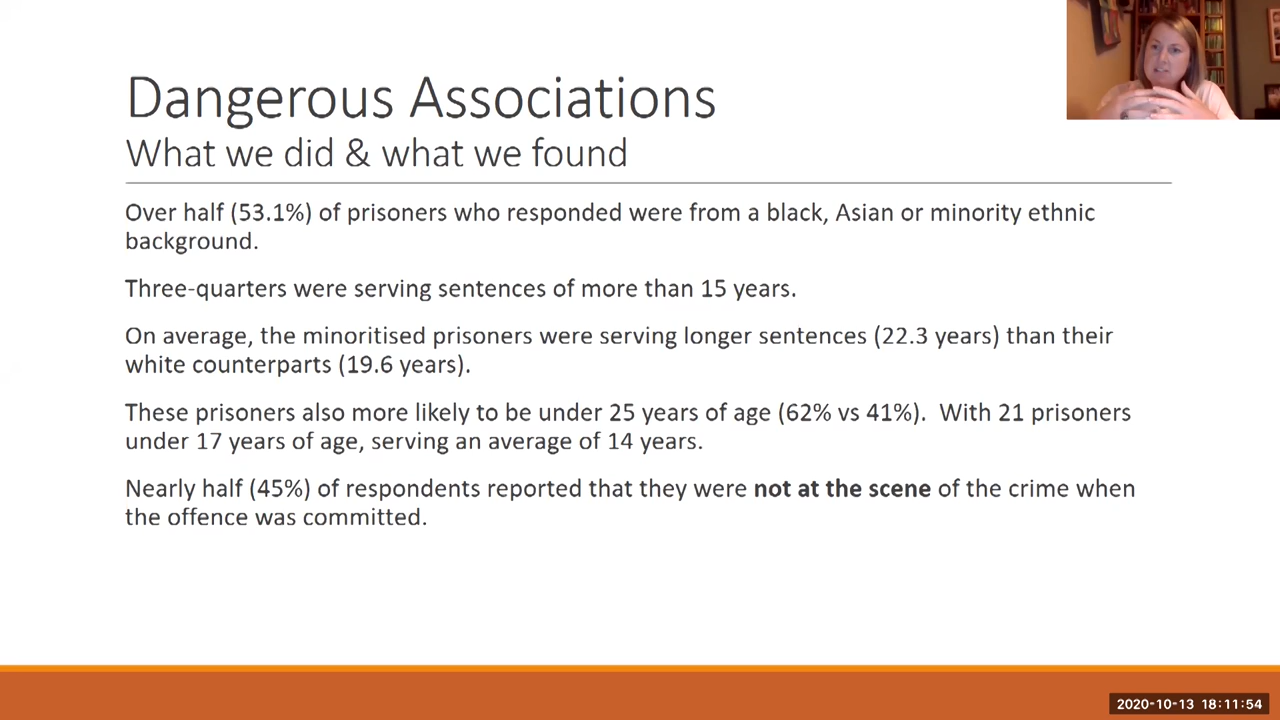 Dangerous Associations
What we did & what we found
Over half (53.1%) of prisoners who responded were from a black, Asian or minority ethnic
background.
Three-quarters were serving sentences of more than 15 years.
On average, the minoritised prisoners were serving longer sentences (22.3 years) than their
white counterparts (19.6 years).
These prisoners also more likely to be under 25 years of age (62% vs 41%).  With 21 prisoners
under 17 years of age, serving an average of 14 years.
Nearly half (45%) of respondents reported that they were not at the scene of the crime when
the offence was committed.
2020-10-13 18:11:54